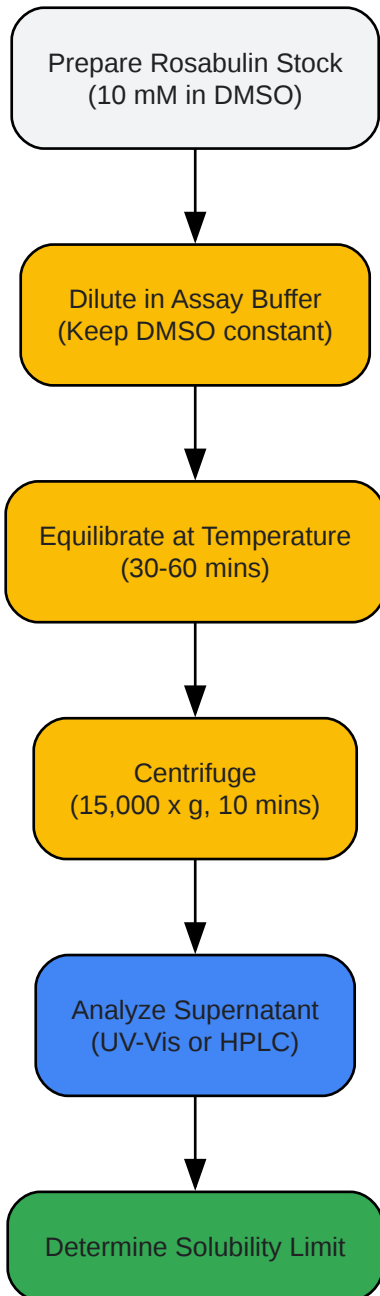 Prepare Rosabulin Stock
(10 mM in DMSO)
Dilute in Assay Buffer
(Keep DMSO constant)
Equilibrate at Temperature
(30-60 mins)
Centrifuge
(15,000 x g, 10 mins)
Analyze Supernatant
(UV-Vis or HPLC)
Determine Solubility Limit